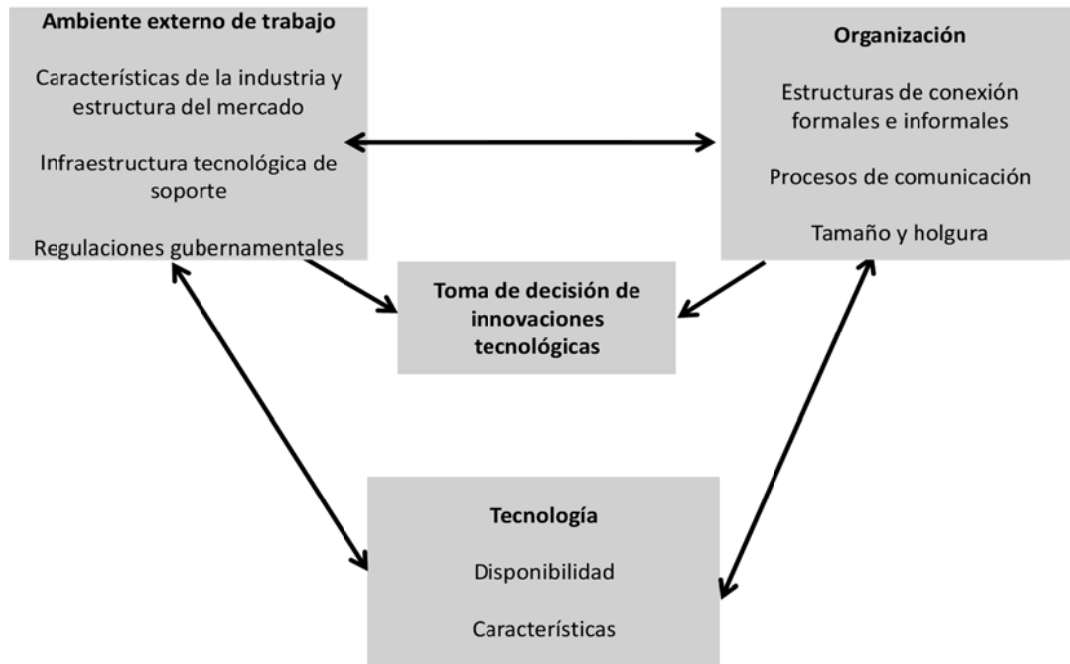 Ambiente externo de trabajo
Características de la industria y
estructura del mercado
Infraestructura tecnológica de
soporte
Regulaciones gubernamentales
Organización
Estructuras de conexión
formales e informales
Procesos de comunicación
Tamaño y holgura
Toma de decisión de
innovaciones
tecnológicas
Tecnología
Disponibilidad
Características